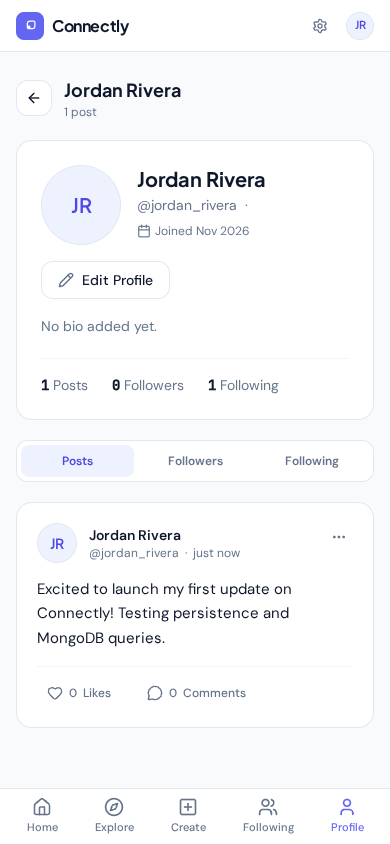 Connectly
JR
Jordan Rivera
1 post
JR
Jordan Rivera
@jordan_rivera ·
Joined Nov 2026
Edit Profile
No bio added yet.
1 Posts 0 Followers 1 Following
Posts Followers Following
JR
Jordan Rivera
@jordan_rivera · just now
Excited to launch my first update on
Connectly! Testing persistence and
MongoDB queries.
0 Likes 0 Comments
Home Explore Create Following Profile